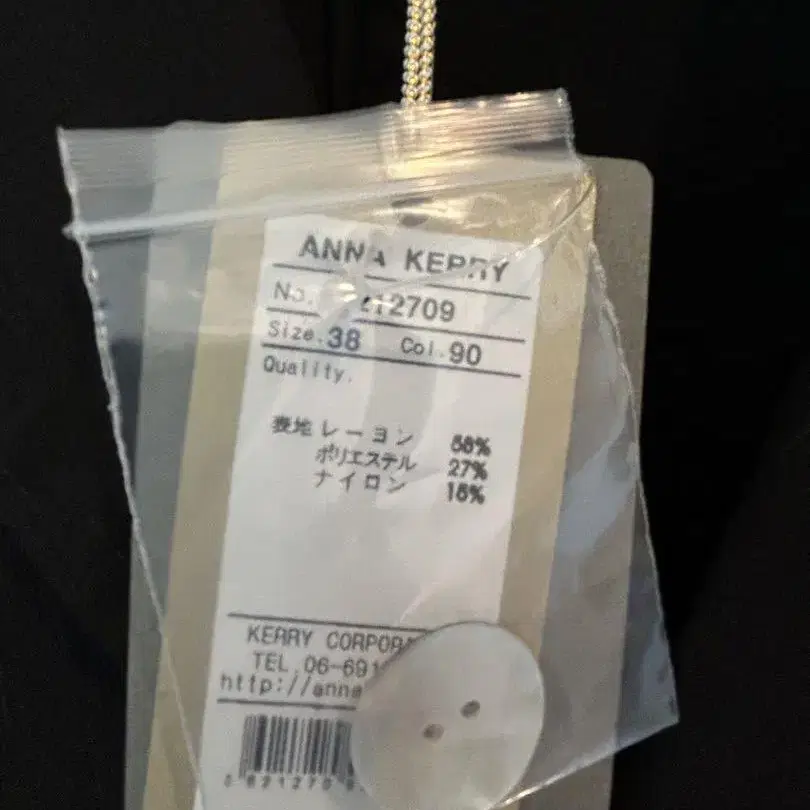 ANNA KERRY
No. 212709
Size.38 Col.90
Quality.
表地 レーヨン 58%
ポリエステル 27%
ナイロン 15%
KERRY CORPORA
TEL.06-691
http://anna